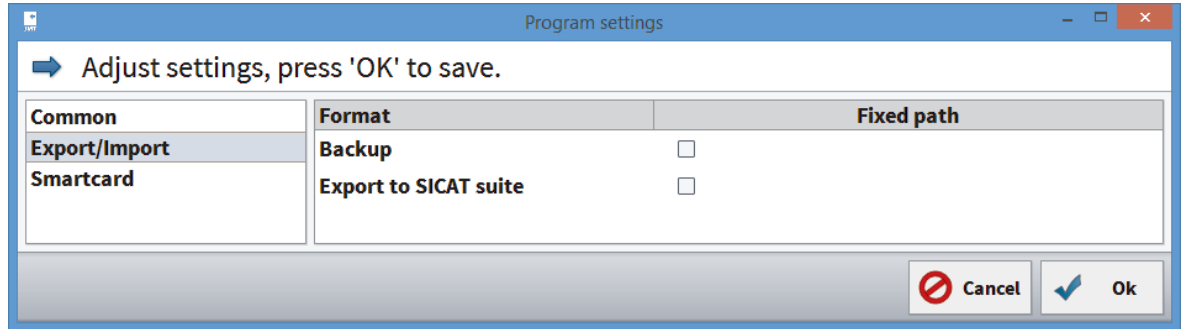 Program settings
Adjust settings, press 'OK' to save.
Common
Export/Import
Smartcard
Format Fixed path
Backup
Export to SICAT suite
Cancel Ok